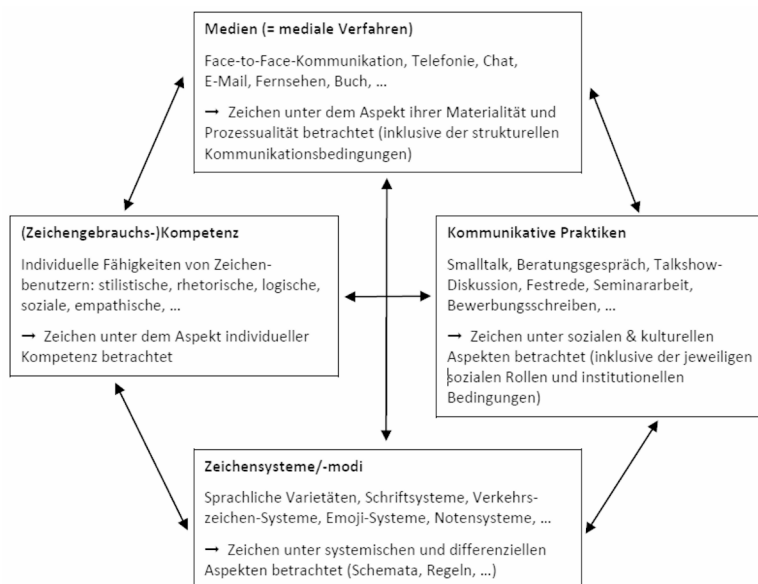 Medien (= mediale Verfahren)
Face-to-Face-Kommunikation, Telefonie, Chat,
E-Mail, Fernsehen, Buch, ...
→ Zeichen unter dem Aspekt ihrer Materialität und
Prozessualität betrachtet (inklusive der strukturellen
Kommunikationsbedingungen)
(Zeichengebrauchs-)Kompetenz
Individuelle Fähigkeiten von Zeichen-
benutzern: stilistische, rhetorische, logische,
soziale, empathische, ...
→ Zeichen unter dem Aspekt individueller
Kompetenz betrachtet
Kommunikative Praktiken
Smalltalk, Beratungsgespräch, Talkshow-
Diskussion, Festrede, Seminararbeit,
Bewerbungsschreiben, ...
→ Zeichen unter sozialen & kulturellen
Aspekten betrachtet (inklusive der jeweiligen
sozialen Rollen und institutionellen
Bedingungen)
Zeichensysteme/-modi
Sprachliche Varietäten, Schriftsysteme, Verkehrs-
zeichen-Systeme, Emoji-Systeme, Notensysteme, ...
→ Zeichen unter systemischen und differenziellen
Aspekten betrachtet (Schemata, Regeln, ...)